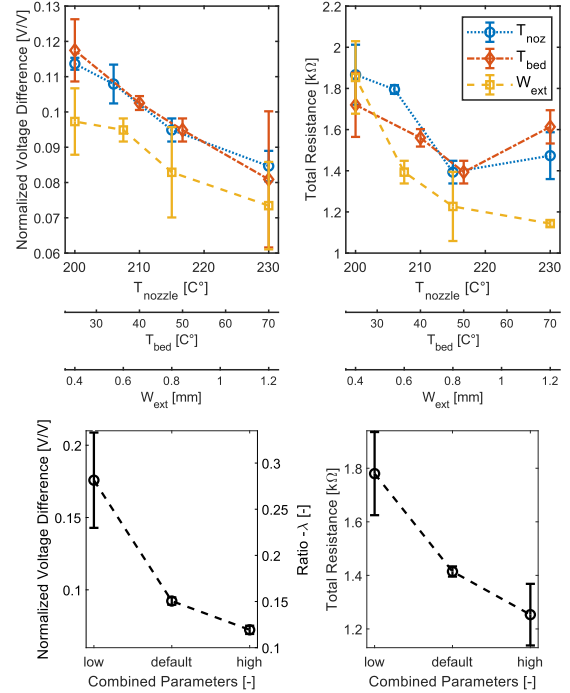 0.13
0.12
0.11
0.1
0.09
0.08
0.07
0.06
Normalized Voltage Difference [V/V]
200 210 220 230
T_nozzle [C°]
30 40 50 60 70
T_bed [C°]
0.4 0.6 0.8 1 1.2
W_ext [mm]
2.2
2
1.8
1.6
1.4
1.2
1
Total Resistance [kΩ]
T_noz
T_bed
W_ext
200 210 220 230
T_nozzle [C°]
30 40 50 60 70
T_bed [C°]
0.4 0.6 0.8 1 1.2
W_ext [mm]
0.2
0.15
0.1
Normalized Voltage Difference [V/V]
0.3
0.25
0.2
0.15
0.1
Ratio -λ [-]
low default high
Combined Parameters [-]
1.8
1.6
1.4
1.2
Total Resistance [kΩ]
low default high
Combined Parameters [-]